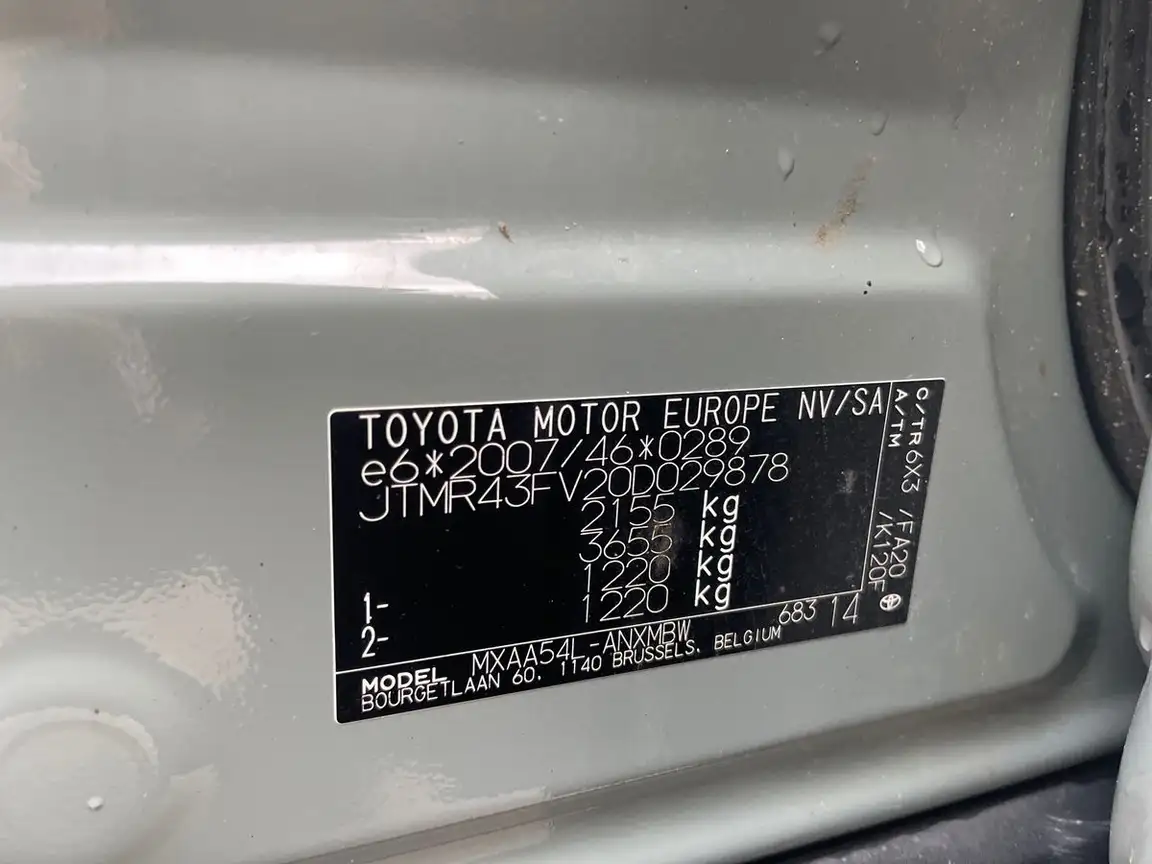 TOYOTA MOTOR EUROPE NV/SA
e6*2007/46*0289
JTMR43FV20D029878
2155 kg
3655 kg
1- 1220 kg
2- 1220 kg
683 14
MODEL MXAA54L-ANXMBW
BOURGETLAAN 60, 1140 BRUSSELS, BELGIUM
C/TR 6X3 /FA20
A/TM /K120F